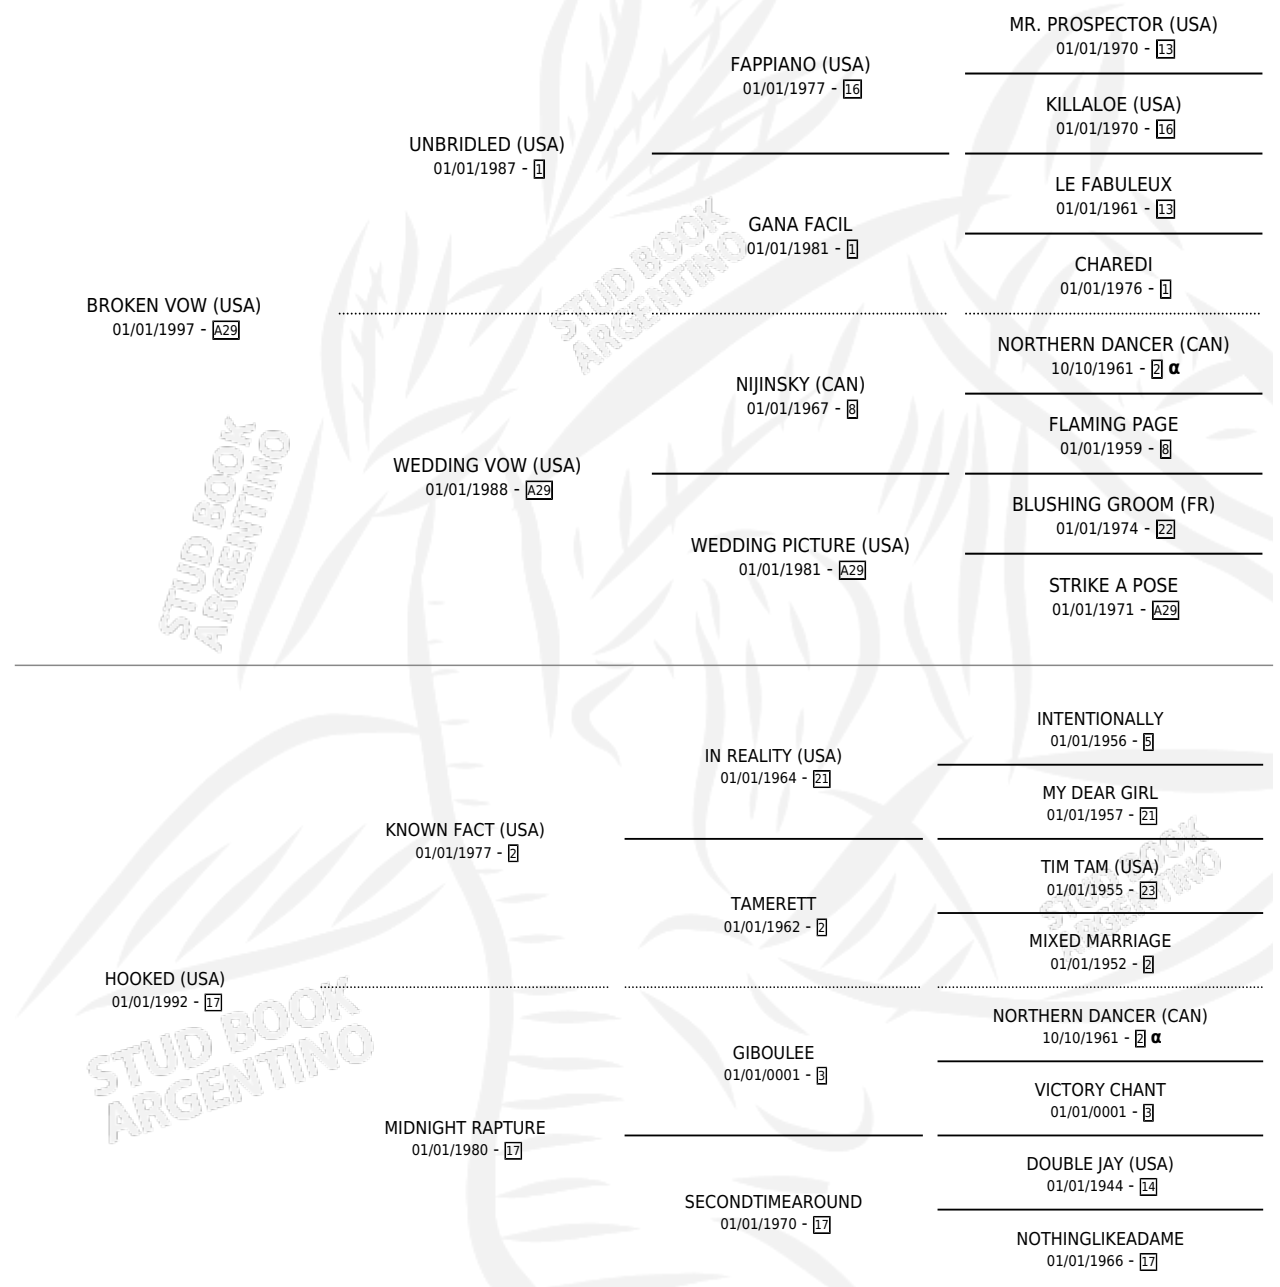 MR. PROSPECTOR (USA)
01/01/1970 - 13
FAPPIANO (USA)
01/01/1977 - 16
KILLALOE (USA)
01/01/1970 - 16
UNBRIDLED (USA)
01/01/1987 - 1
LE FABULEUX
01/01/1961 - 13
GANA FACIL
01/01/1981 - 1
CHAREDI
01/01/1976 - 1
BROKEN VOW (USA)
01/01/1997 - A29
NORTHERN DANCER (CAN)
10/10/1961 - 2 α
NIJINSKY (CAN)
01/01/1967 - 8
FLAMING PAGE
01/01/1959 - 8
WEDDING VOW (USA)
01/01/1988 - A29
BLUSHING GROOM (FR)
01/01/1974 - 22
WEDDING PICTURE (USA)
01/01/1981 - A29
STRIKE A POSE
01/01/1971 - A29
INTENTIONALLY
01/01/1956 - 5
IN REALITY (USA)
01/01/1964 - 21
MY DEAR GIRL
01/01/1957 - 21
KNOWN FACT (USA)
01/01/1977 - 2
TIM TAM (USA)
01/01/1955 - 23
TAMERETT
01/01/1962 - 2
MIXED MARRIAGE
01/01/1952 - 2
HOOKED (USA)
01/01/1992 - 17
NORTHERN DANCER (CAN)
10/10/1961 - 2 α
GIBOULEE
01/01/0001 - 3
VICTORY CHANT
01/01/0001 - 3
MIDNIGHT RAPTURE
01/01/1980 - 17
DOUBLE JAY (USA)
01/01/1944 - 14
SECONDTIMEAROUND
01/01/1970 - 17
NOTHINGLIKEADAME
01/01/1966 - 17
STUD BOOK
ARGENTINO
STUD BOOK
ARGENTINO
STUD BOOK
ARGENTINO
STUD BOOK
ARGENTINO